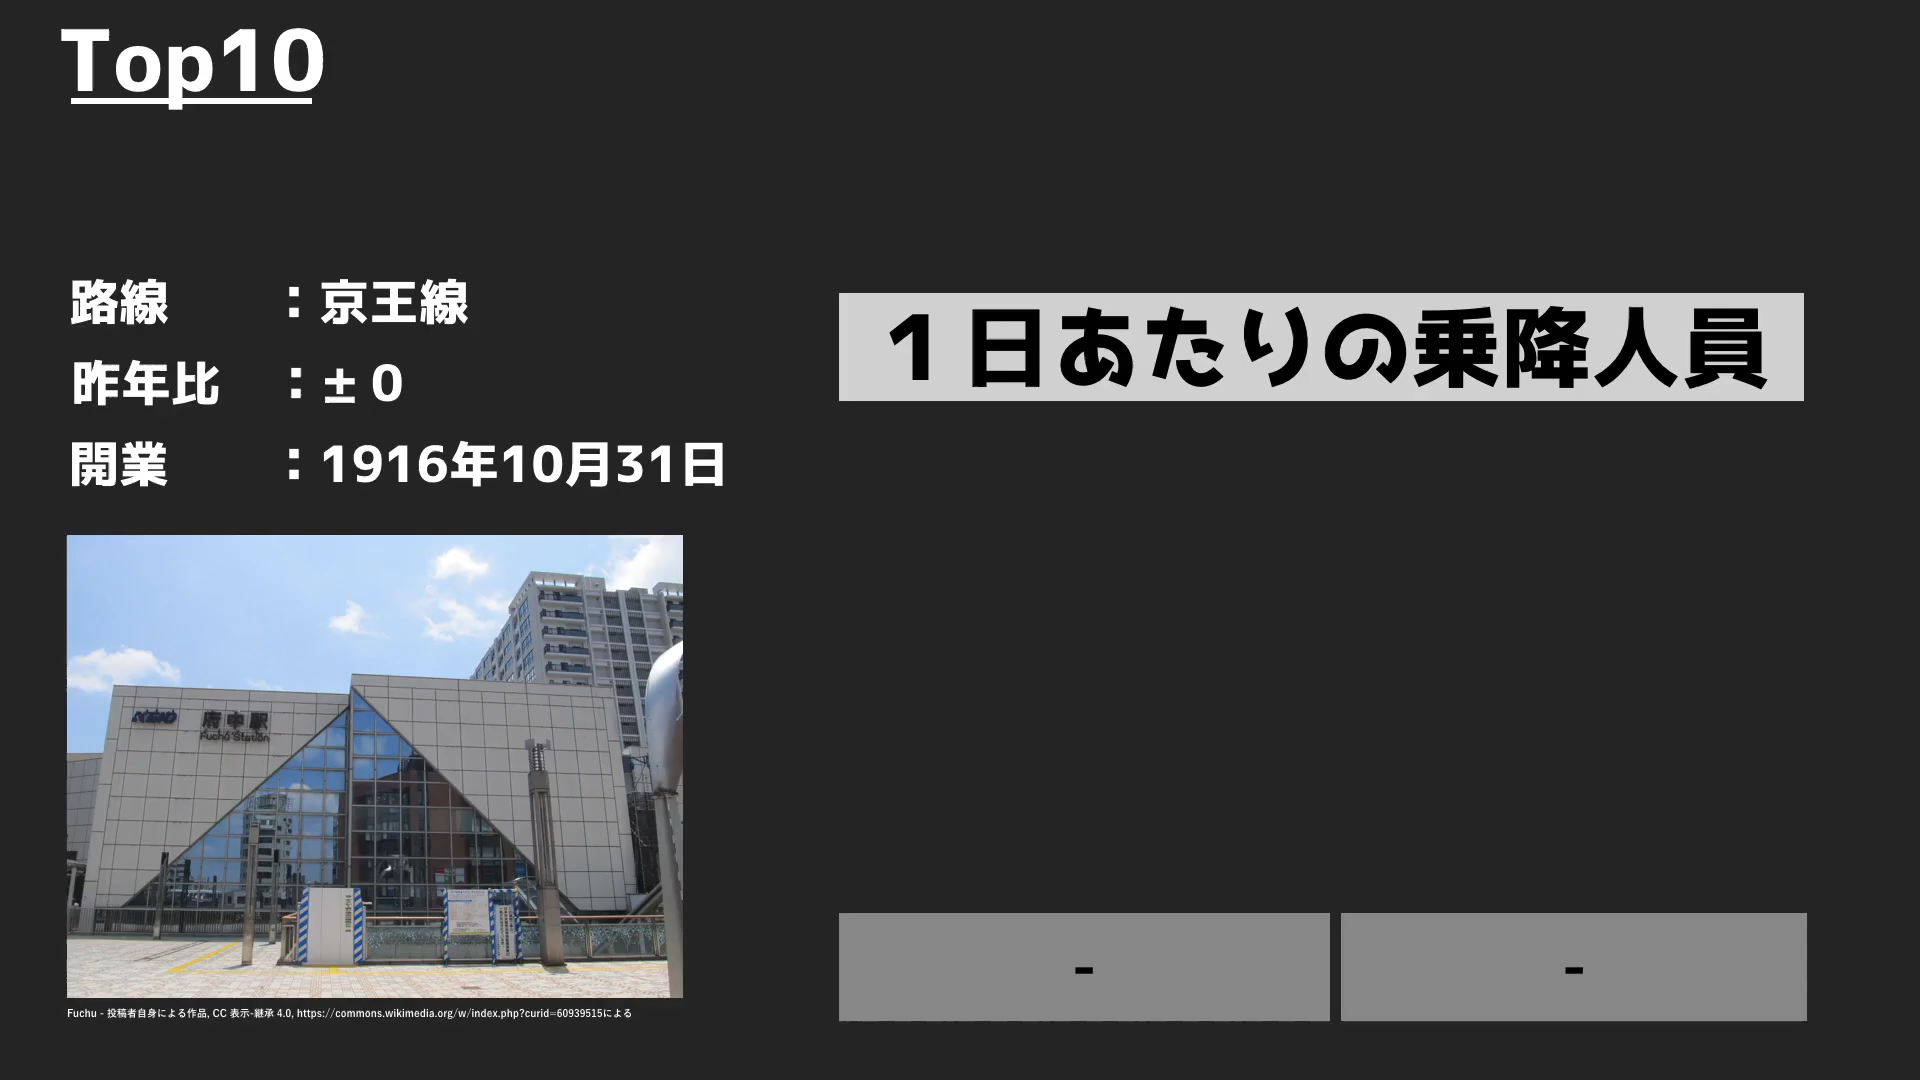 Top10
路線 ：京王線
昨年比 ：± 0
開業 ：1916年10月31日
１日あたりの乗降人員
KEIO 府中駅
Fuchū Station
- -
Fuchu - 投稿者自身による作品, CC 表示-継承 4.0, https://commons.wikimedia.org/w/index.php?curid=60939515による